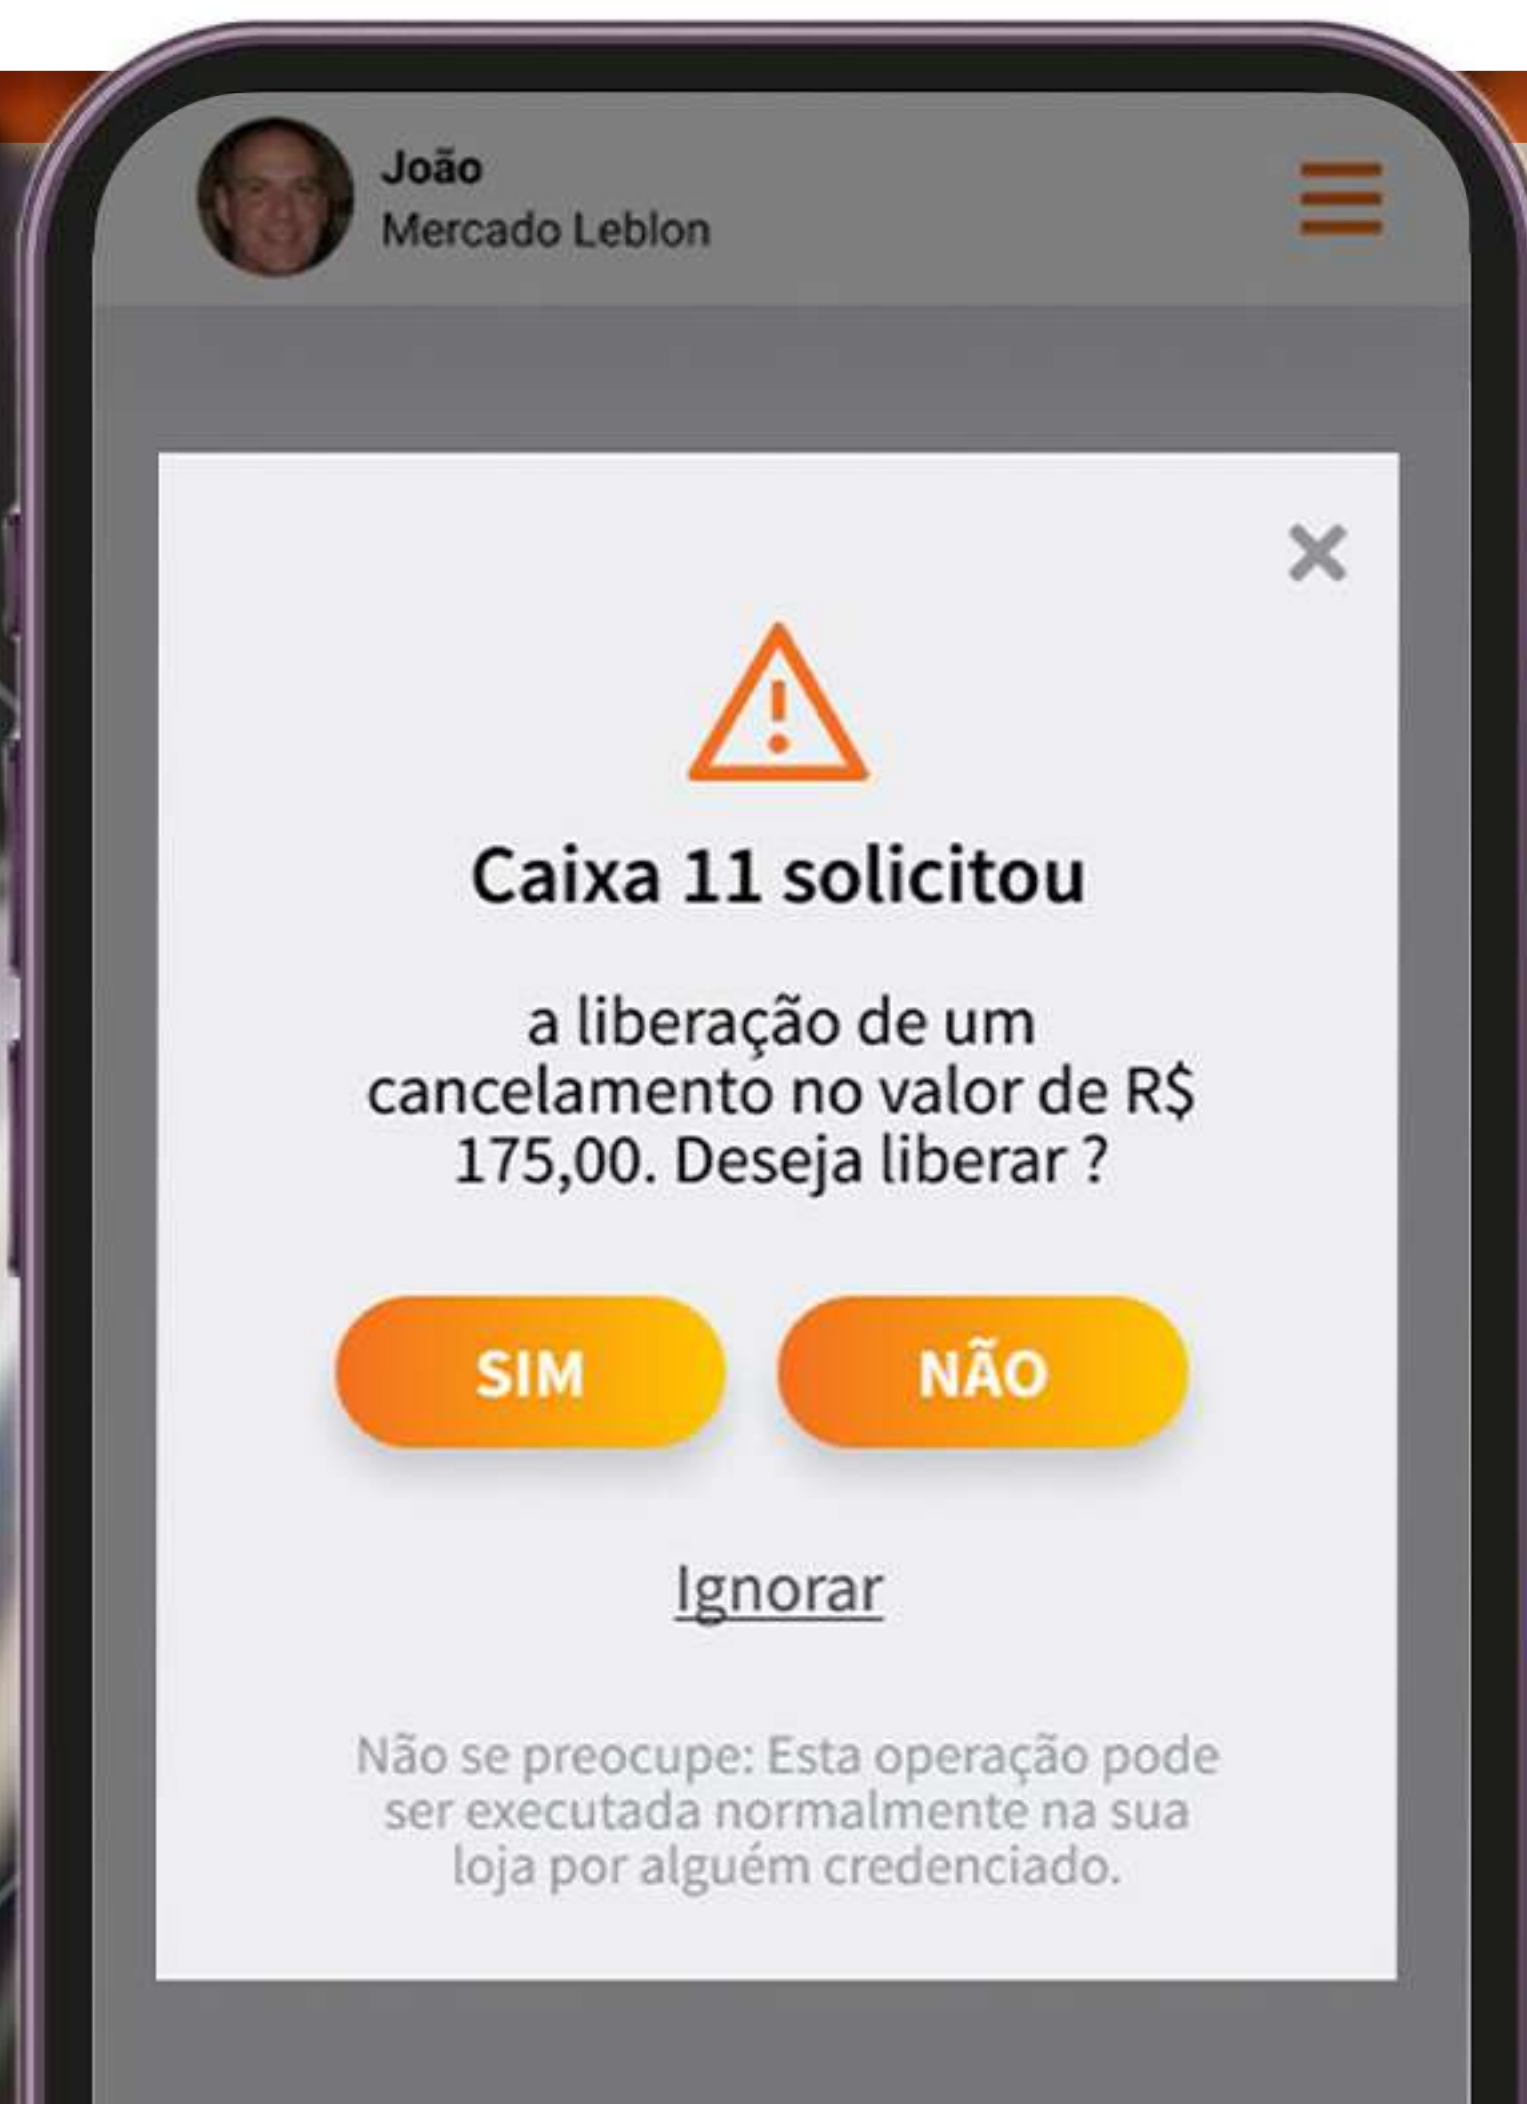 João
Mercado Leblon
Caixa 11 solicitou
a liberação de um
cancelamento no valor de R$
175,00. Deseja liberar ?
SIM
NÃO
Ignorar
Não se preocupe: Esta operação pode
ser executada normalmente na sua
loja por alguém credenciado.